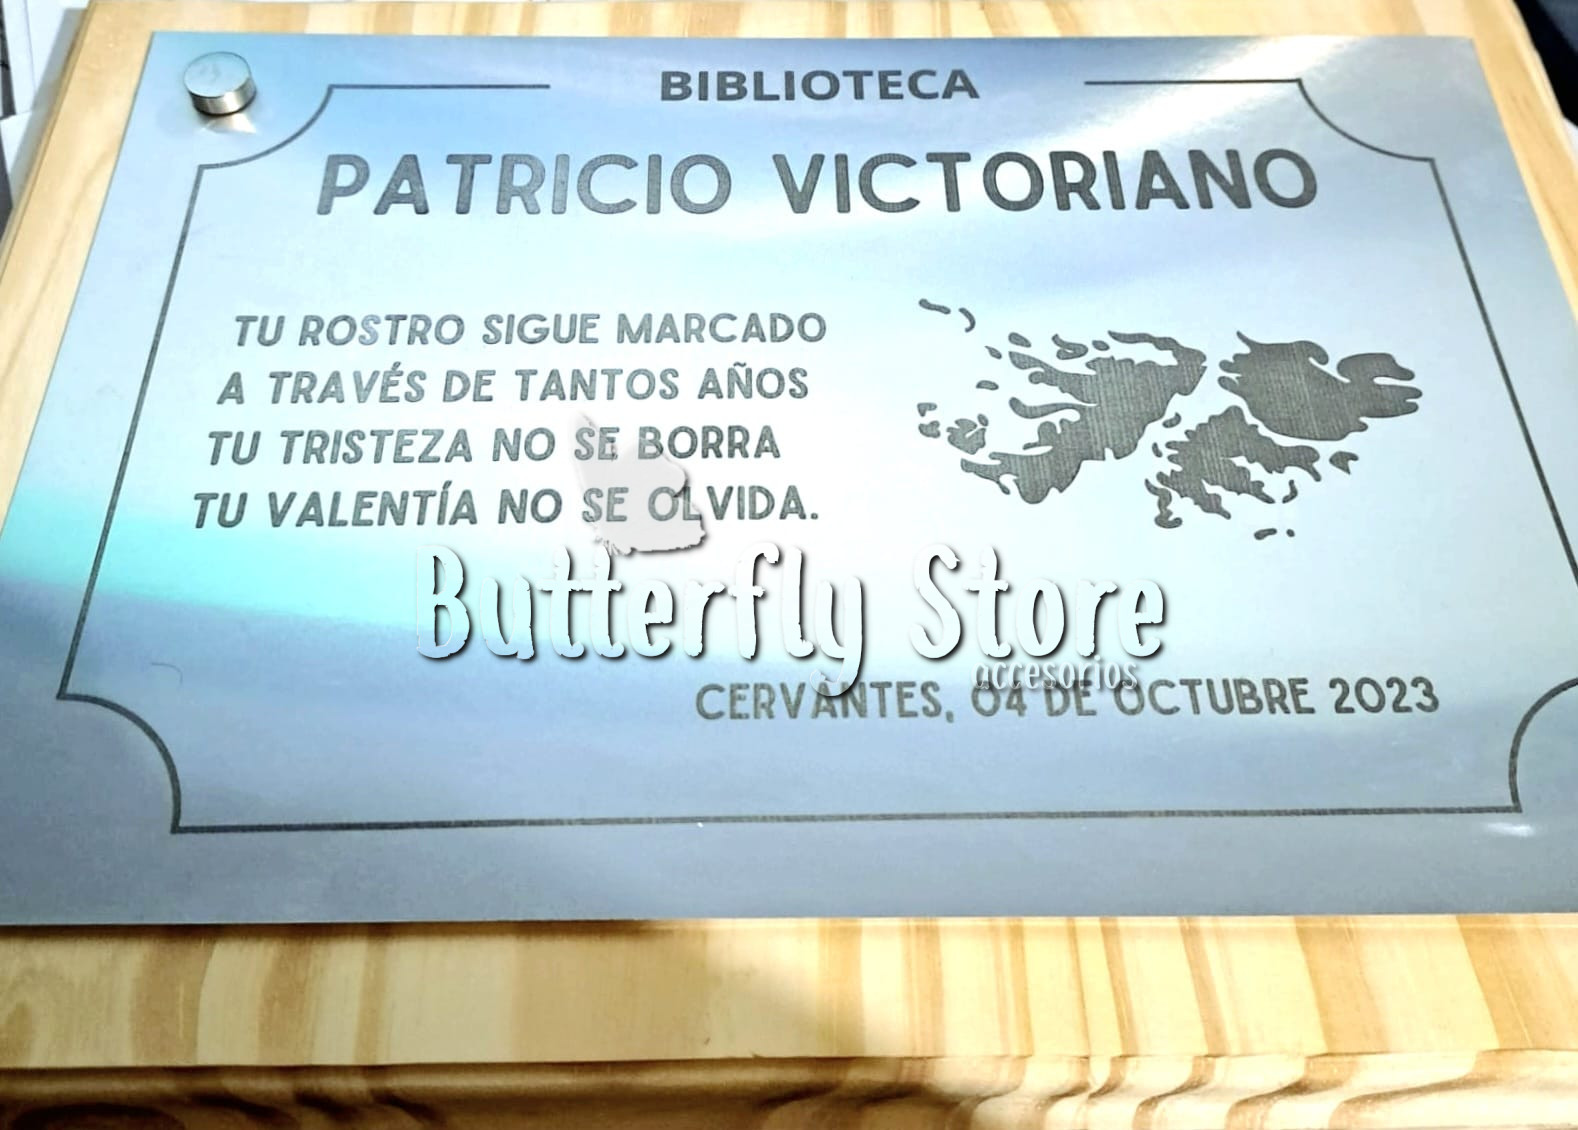 BIBLIOTECA
PATRICIO VICTORIANO
TU ROSTRO SIGUE MARCADO
A TRAVÉS DE TANTOS AÑOS
TU TRISTEZA NO SE BORRA
TU VALENTÍA NO SE OLVIDA.
Butterfly Store
accesorios
CERVANTES, 04 DE OCTUBRE 2023